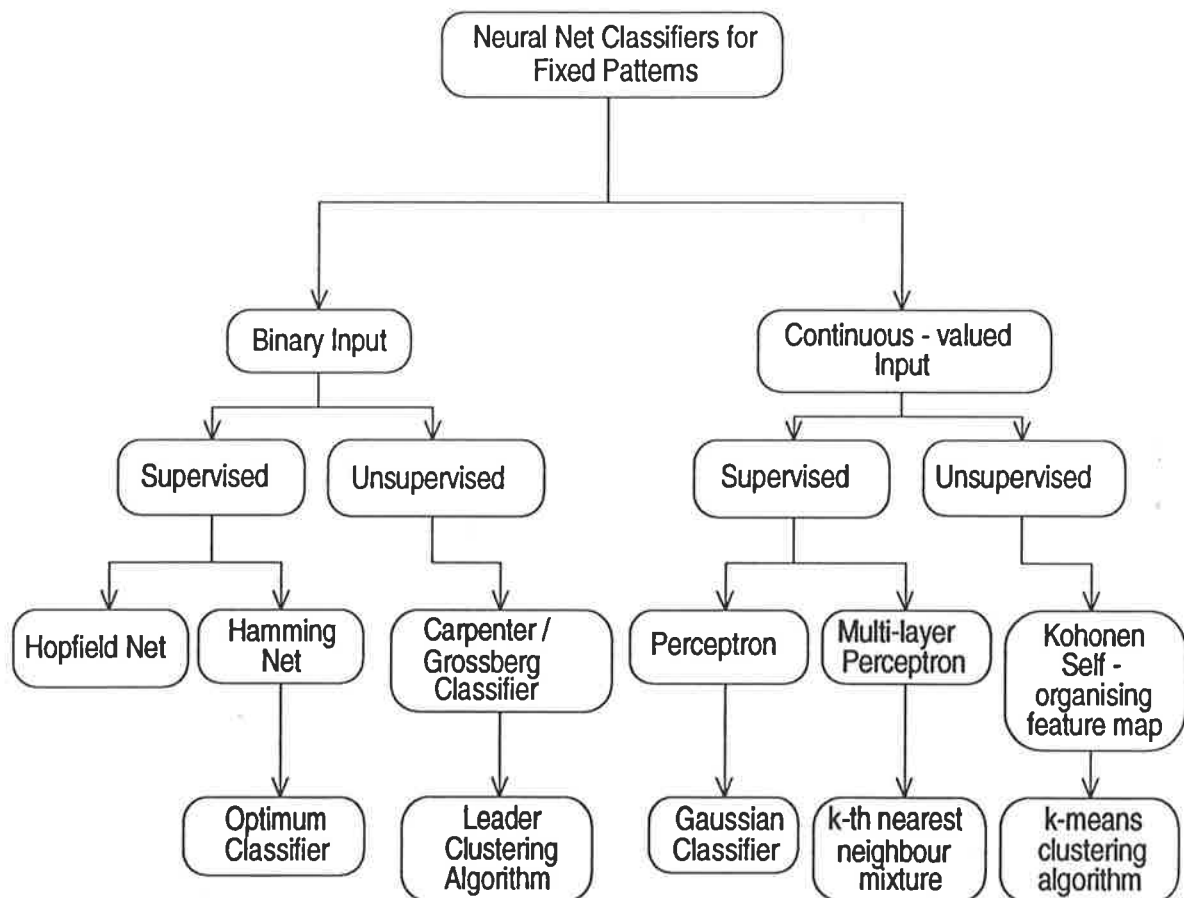 Neural Net Classifiers for
Fixed Patterns
Binary Input
Continuous - valued
Input
Supervised
Unsupervised
Supervised
Unsupervised
Hopfield Net
Hamming
Net
Carpenter /
Grossberg
Classifier
Perceptron
Multi-layer
Perceptron
Kohonen
Self -
organising
feature map
Optimum
Classifier
Leader
Clustering
Algorithm
Gaussian
Classifier
k-th nearest
neighbour
mixture
k-means
clustering
algorithm